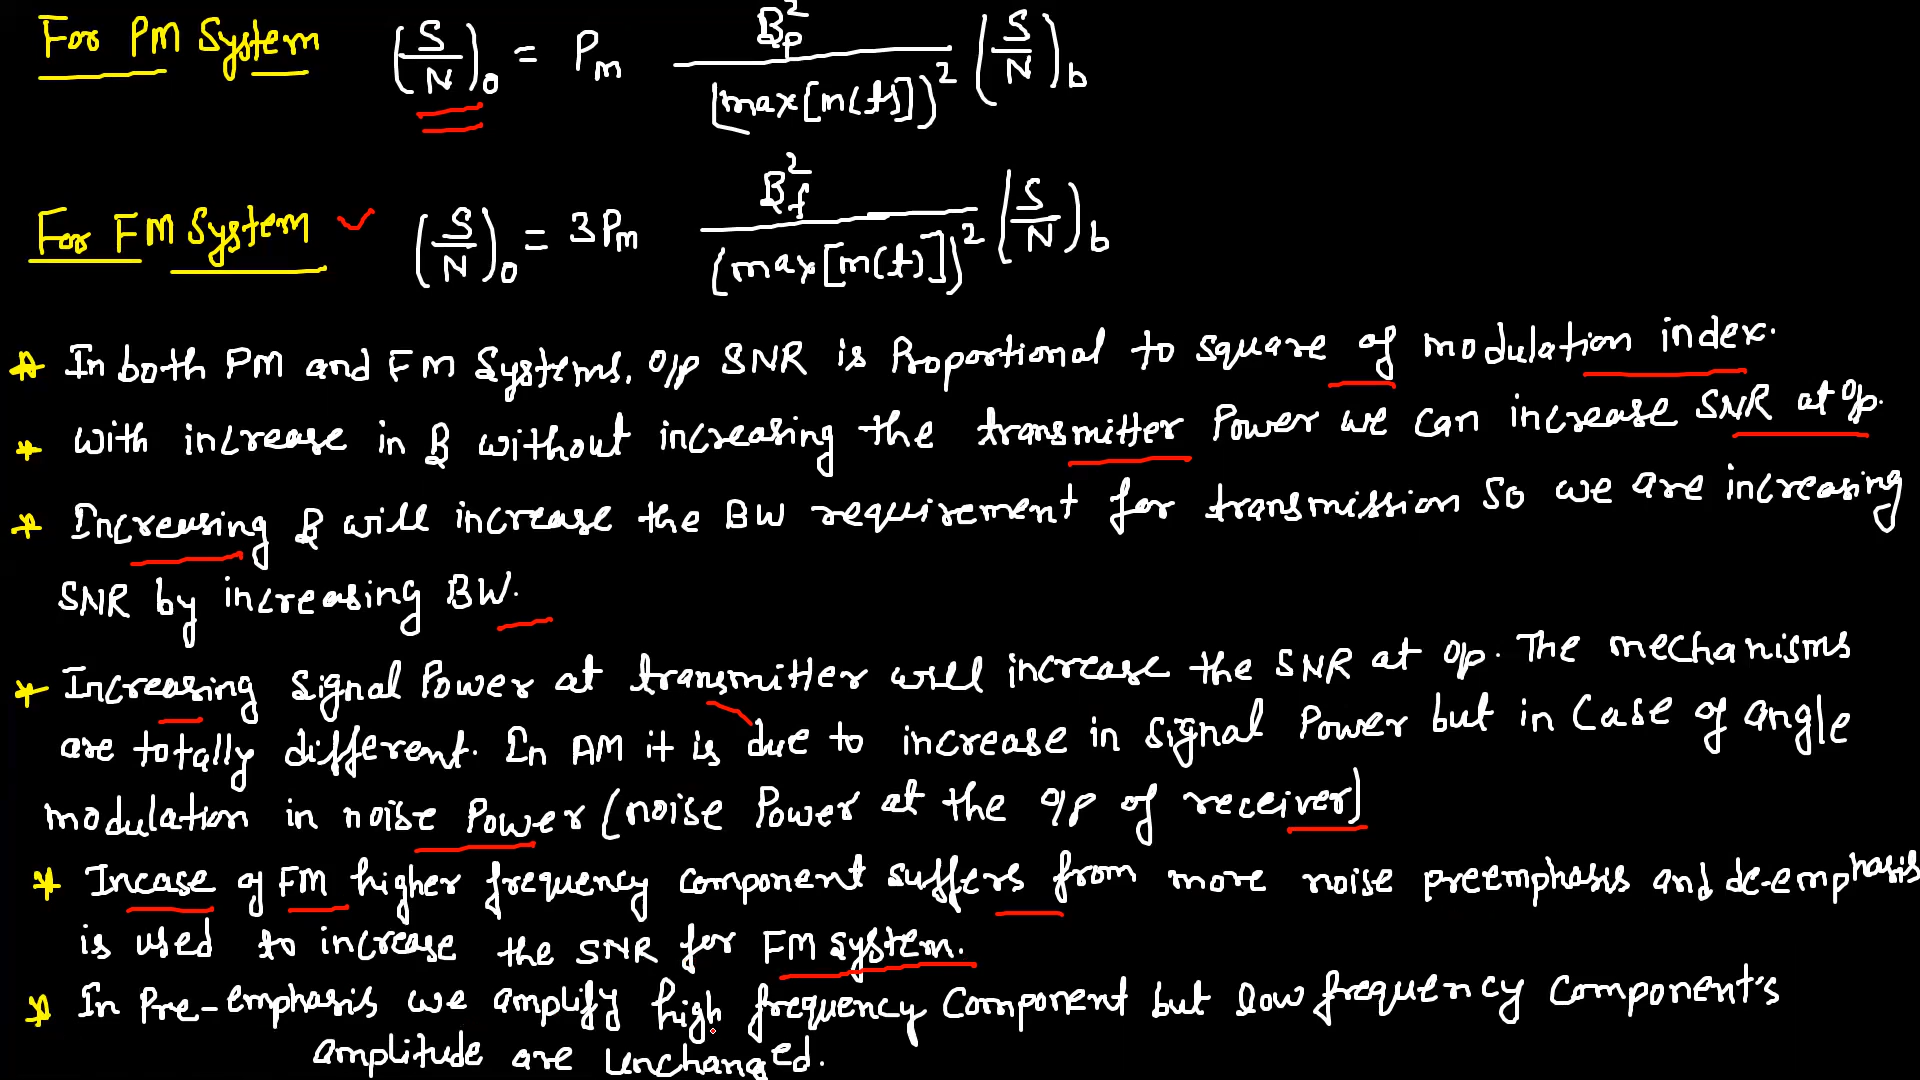 For PM System (S/N)o = Pm Bp² / (max[m(t)])² (S/N)b
For FM System ✓ (S/N)o = 3Pm Bf² / (max[m(t)])² (S/N)b
* In both PM and FM Systems, o/p SNR is Proportional to square of modulation index.
* with increase in β without increasing the transmitter Power we can increase SNR at o/p.
* Increasing β will increase the BW requirement for transmission so we are increasing
SNR by increasing BW.
* Increasing signal Power at transmitter will increase the SNR at o/p. The mechanisms
are totally different. In AM it is due to increase in signal Power but in Case of angle
modulation in noise Power (noise Power at the o/p of receiver)
* Incase of FM higher frequency component suffers from more noise preemphasis and de-emphasis
is used to increase the SNR for FM system.
* In Pre-emphasis we amplify high frequency Component but low frequency component's
amplitude are unchanged.